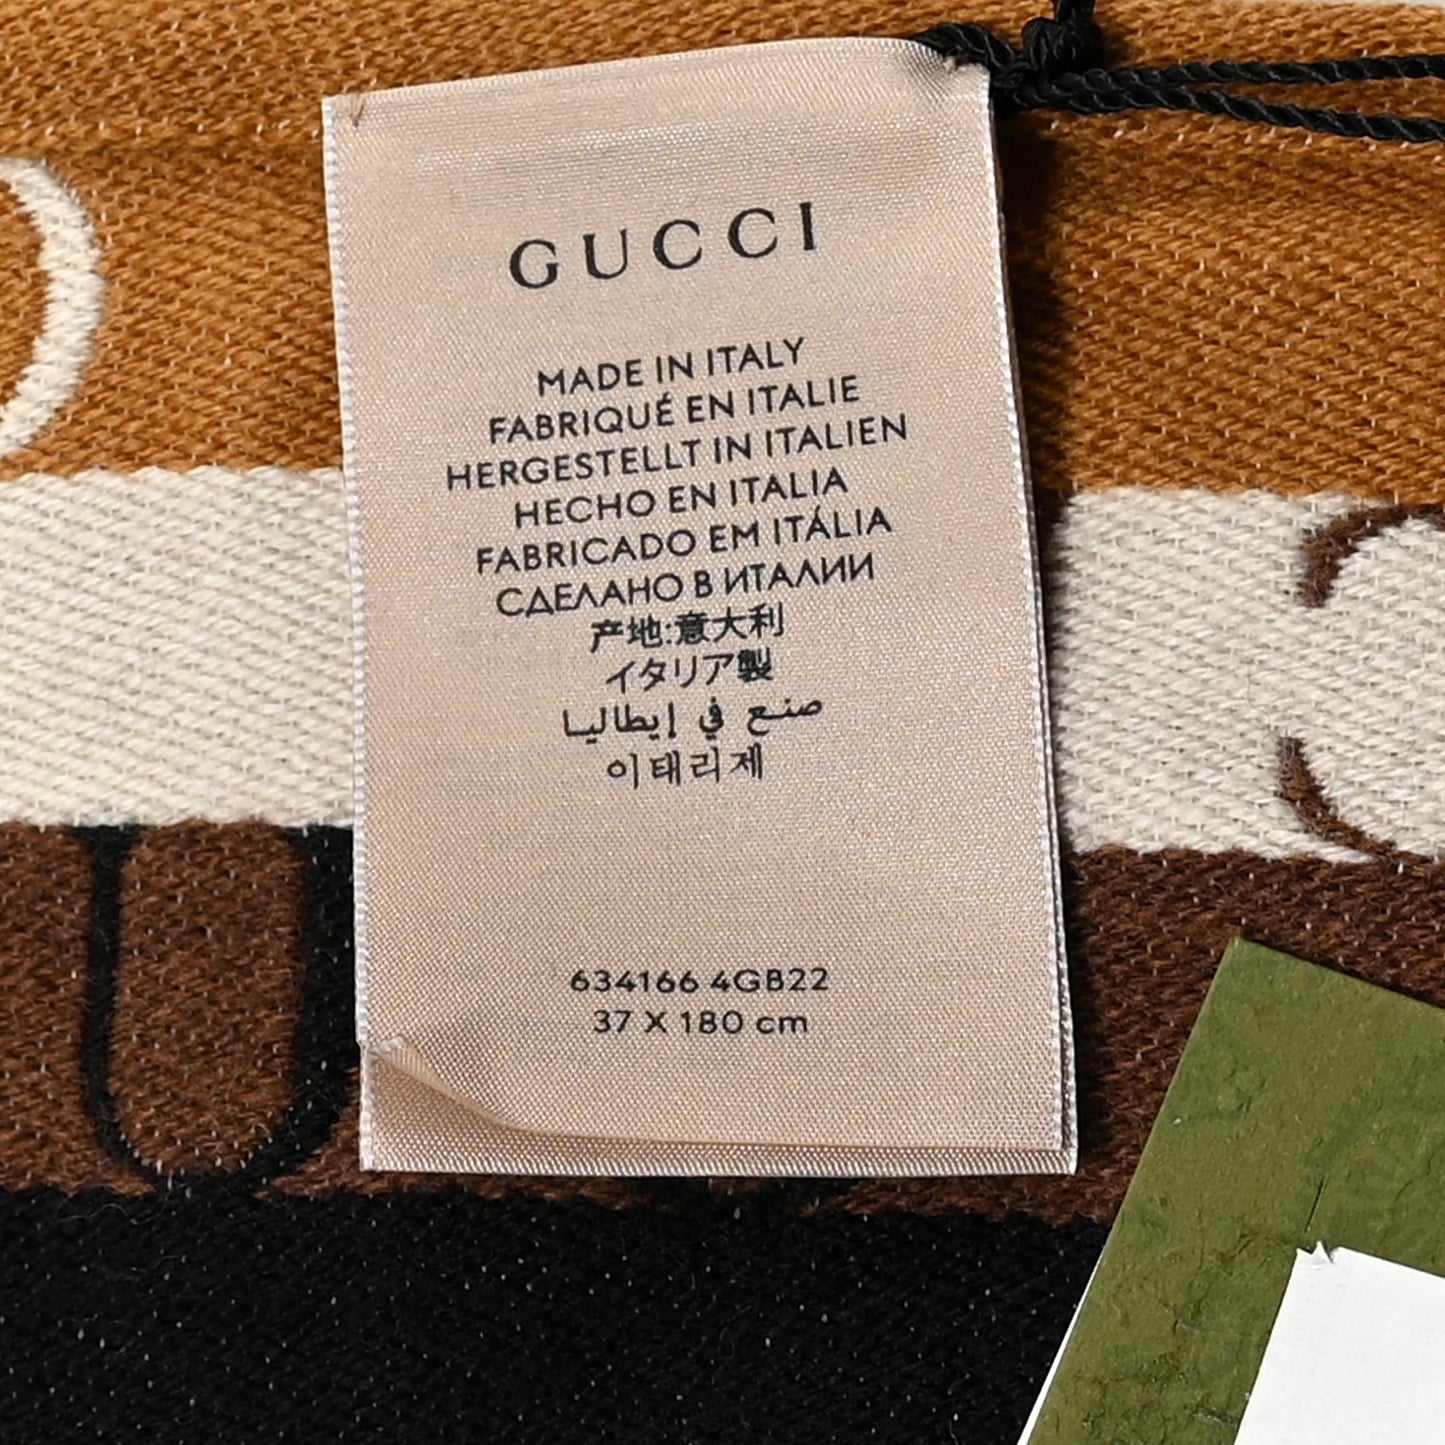 GUCCI
MADE IN ITALY
FABRIQUÉ EN ITALIE
HERGESTELLT IN ITALIEN
HECHO EN ITALIA
FABRICADO EM ITÁLIA
СДЕЛАНО В ИТАЛИИ
产地:意大利
イタリア製
صنع في إيطاليا
이태리제
634166 4GB22
37 X 180 cm
U